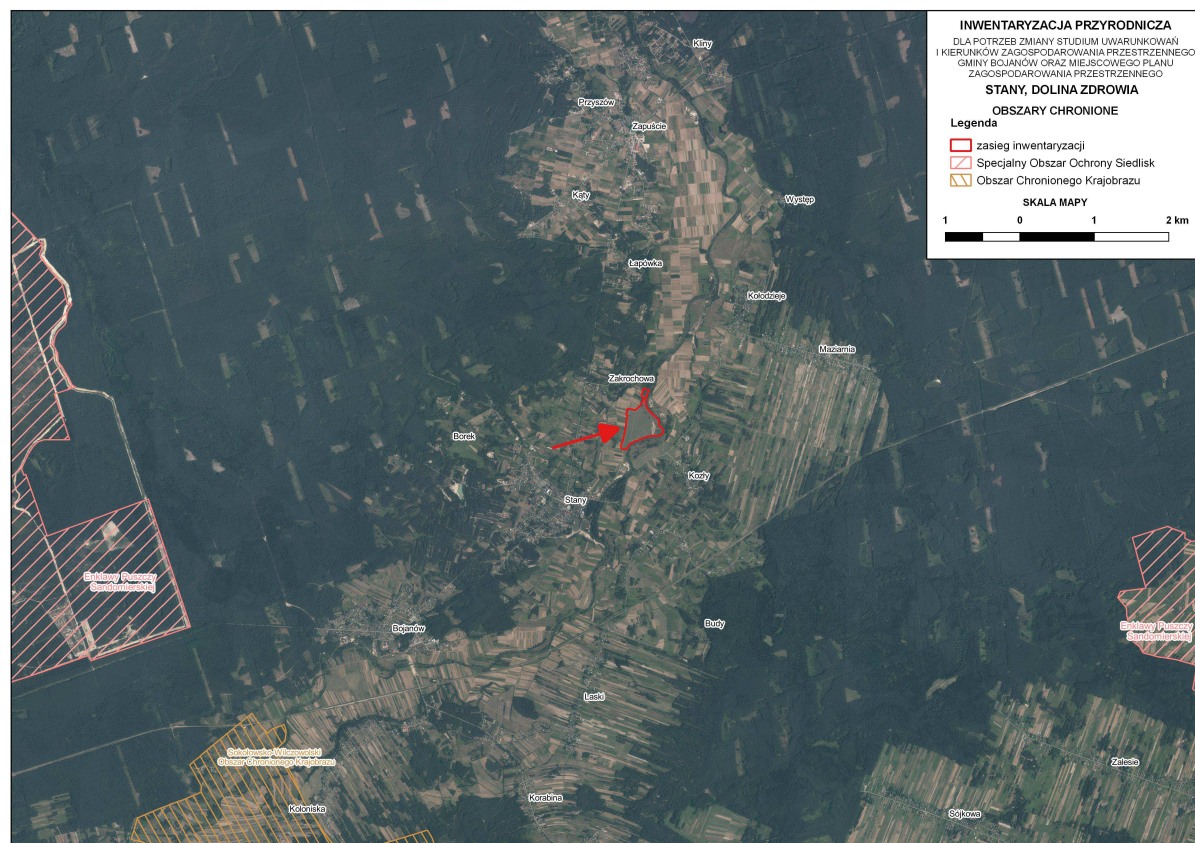 INWENTARYZACJA PRZYRODNICZA
DLA POTRZEB ZMIANY STUDIUM UWARUNKOWAŃ
I KIERUNKÓW ZAGOSPODAROWANIA PRZESTRZENNEGO
GMINY BOJANÓW ORAZ MIEJSCOWEGO PLANU
ZAGOSPODAROWANIA PRZESTRZENNEGO
STANY, DOLINA ZDROWIA
OBSZARY CHRONIONE
Legenda
zasieg inwentaryzacji
Specjalny Obszar Ochrony Siedlisk
Obszar Chronionego Krajobrazu
SKALA MAPY
1 0 1 2 km
Kliny
Przyszów
Zapuście
Kąty
Występ
Łapówka
Kołodzieje
Maziarnia
Zakrochowa
Borek
Kozły
Stany
Enklawy Puszczy
Sandomierskiej
Budy
Bojanów
Enklawy Puszczy
Sandomierskiej
Laski
Sokołowsko-Wilczowolski
Obszar Chronionego Krajobrazu
Zalesie
Korabina
Koloniska
Sójkowa